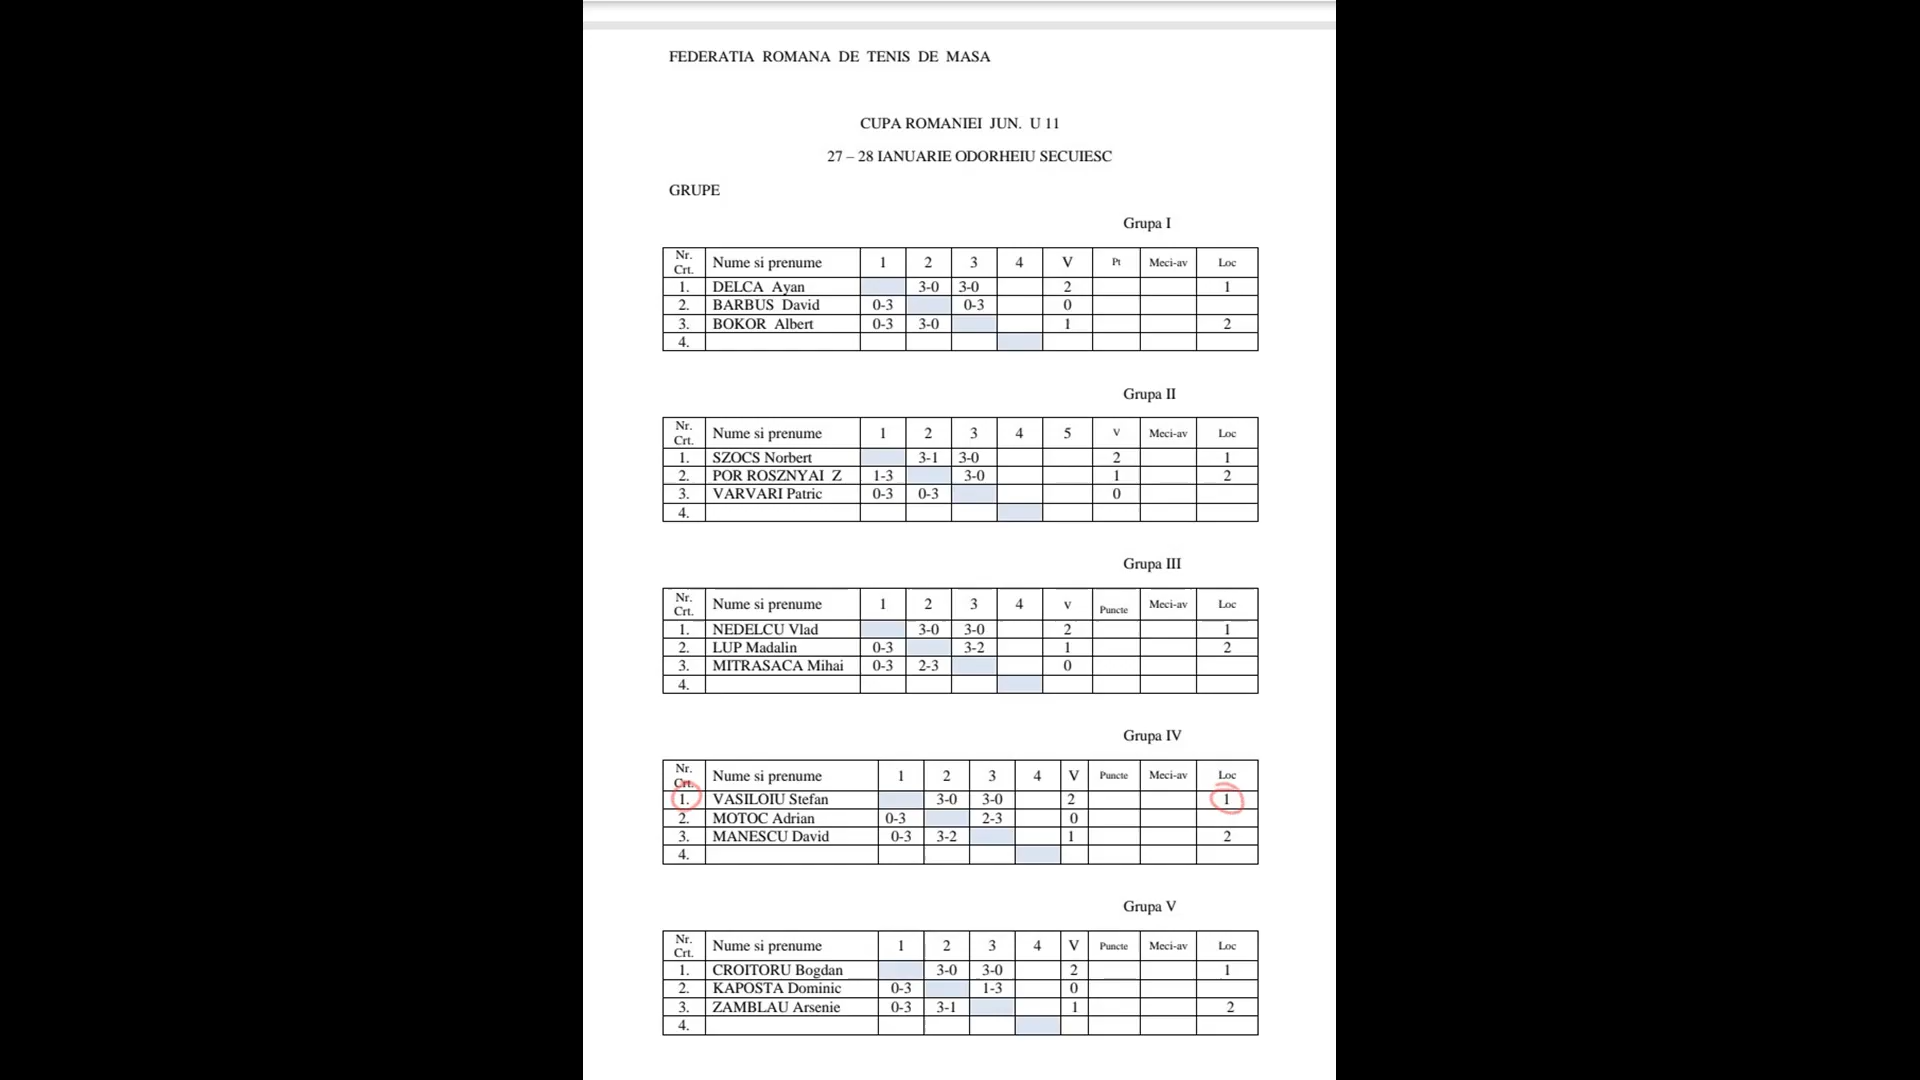 FEDERATIA ROMANA DE TENIS DE MASA
CUPA ROMANIEI JUN. U 11
27 – 28 IANUARIE ODORHEIU SECUIESC
GRUPE
Grupa I
Nr. Crt. Nume si prenume 1 2 3 4 V Pt Meci-av Loc
1. DELCA Ayan 3-0 3-0 2 1
2. BARBUS David 0-3 0-3 0
3. BOKOR Albert 0-3 3-0 1 2
4.
Grupa II
Nr. Crt. Nume si prenume 1 2 3 4 5 V Meci-av Loc
1. SZOCS Norbert 3-1 3-0 2 1
2. POR ROSZNYAI Z 1-3 3-0 1 2
3. VARVARI Patric 0-3 0-3 0
4.
Grupa III
Nr. Crt. Nume si prenume 1 2 3 4 v Puncte Meci-av Loc
1. NEDELCU Vlad 3-0 3-0 2 1
2. LUP Madalin 0-3 3-2 1 2
3. MITRASACA Mihai 0-3 2-3 0
4.
Grupa IV
Nr. Crt. Nume si prenume 1 2 3 4 V Puncte Meci-av Loc
1. VASILOIU Stefan 3-0 3-0 2 1
2. MOTOC Adrian 0-3 2-3 0
3. MANESCU David 0-3 3-2 1 2
4.
Grupa V
Nr. Crt. Nume si prenume 1 2 3 4 V Puncte Meci-av Loc
1. CROITORU Bogdan 3-0 3-0 2 1
2. KAPOSTA Dominic 0-3 1-3 0
3. ZAMBLAU Arsenie 0-3 3-1 1 2
4.